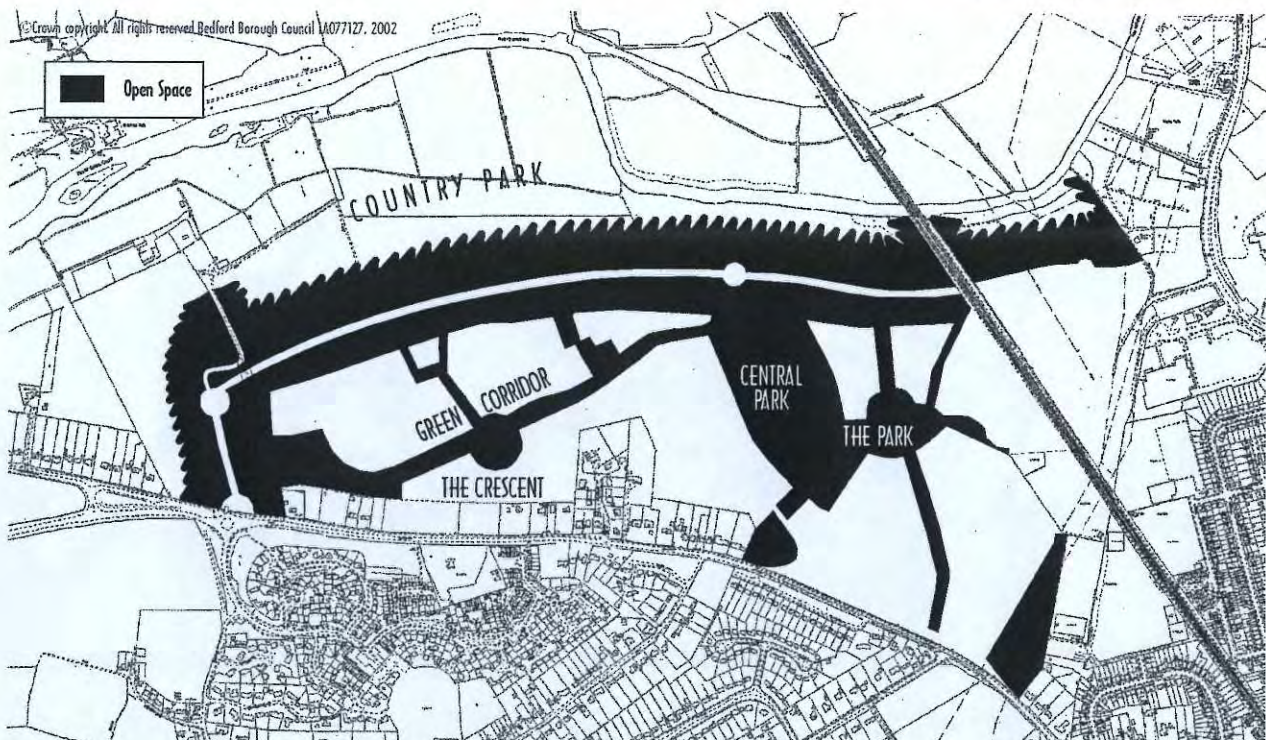 ©Crown copyright. All rights reserved Bedford Borough Council LA077127. 2002
Open Space
COUNTRY PARK
CENTRAL
PARK
GREEN CORRIDOR
THE PARK
THE CRESCENT